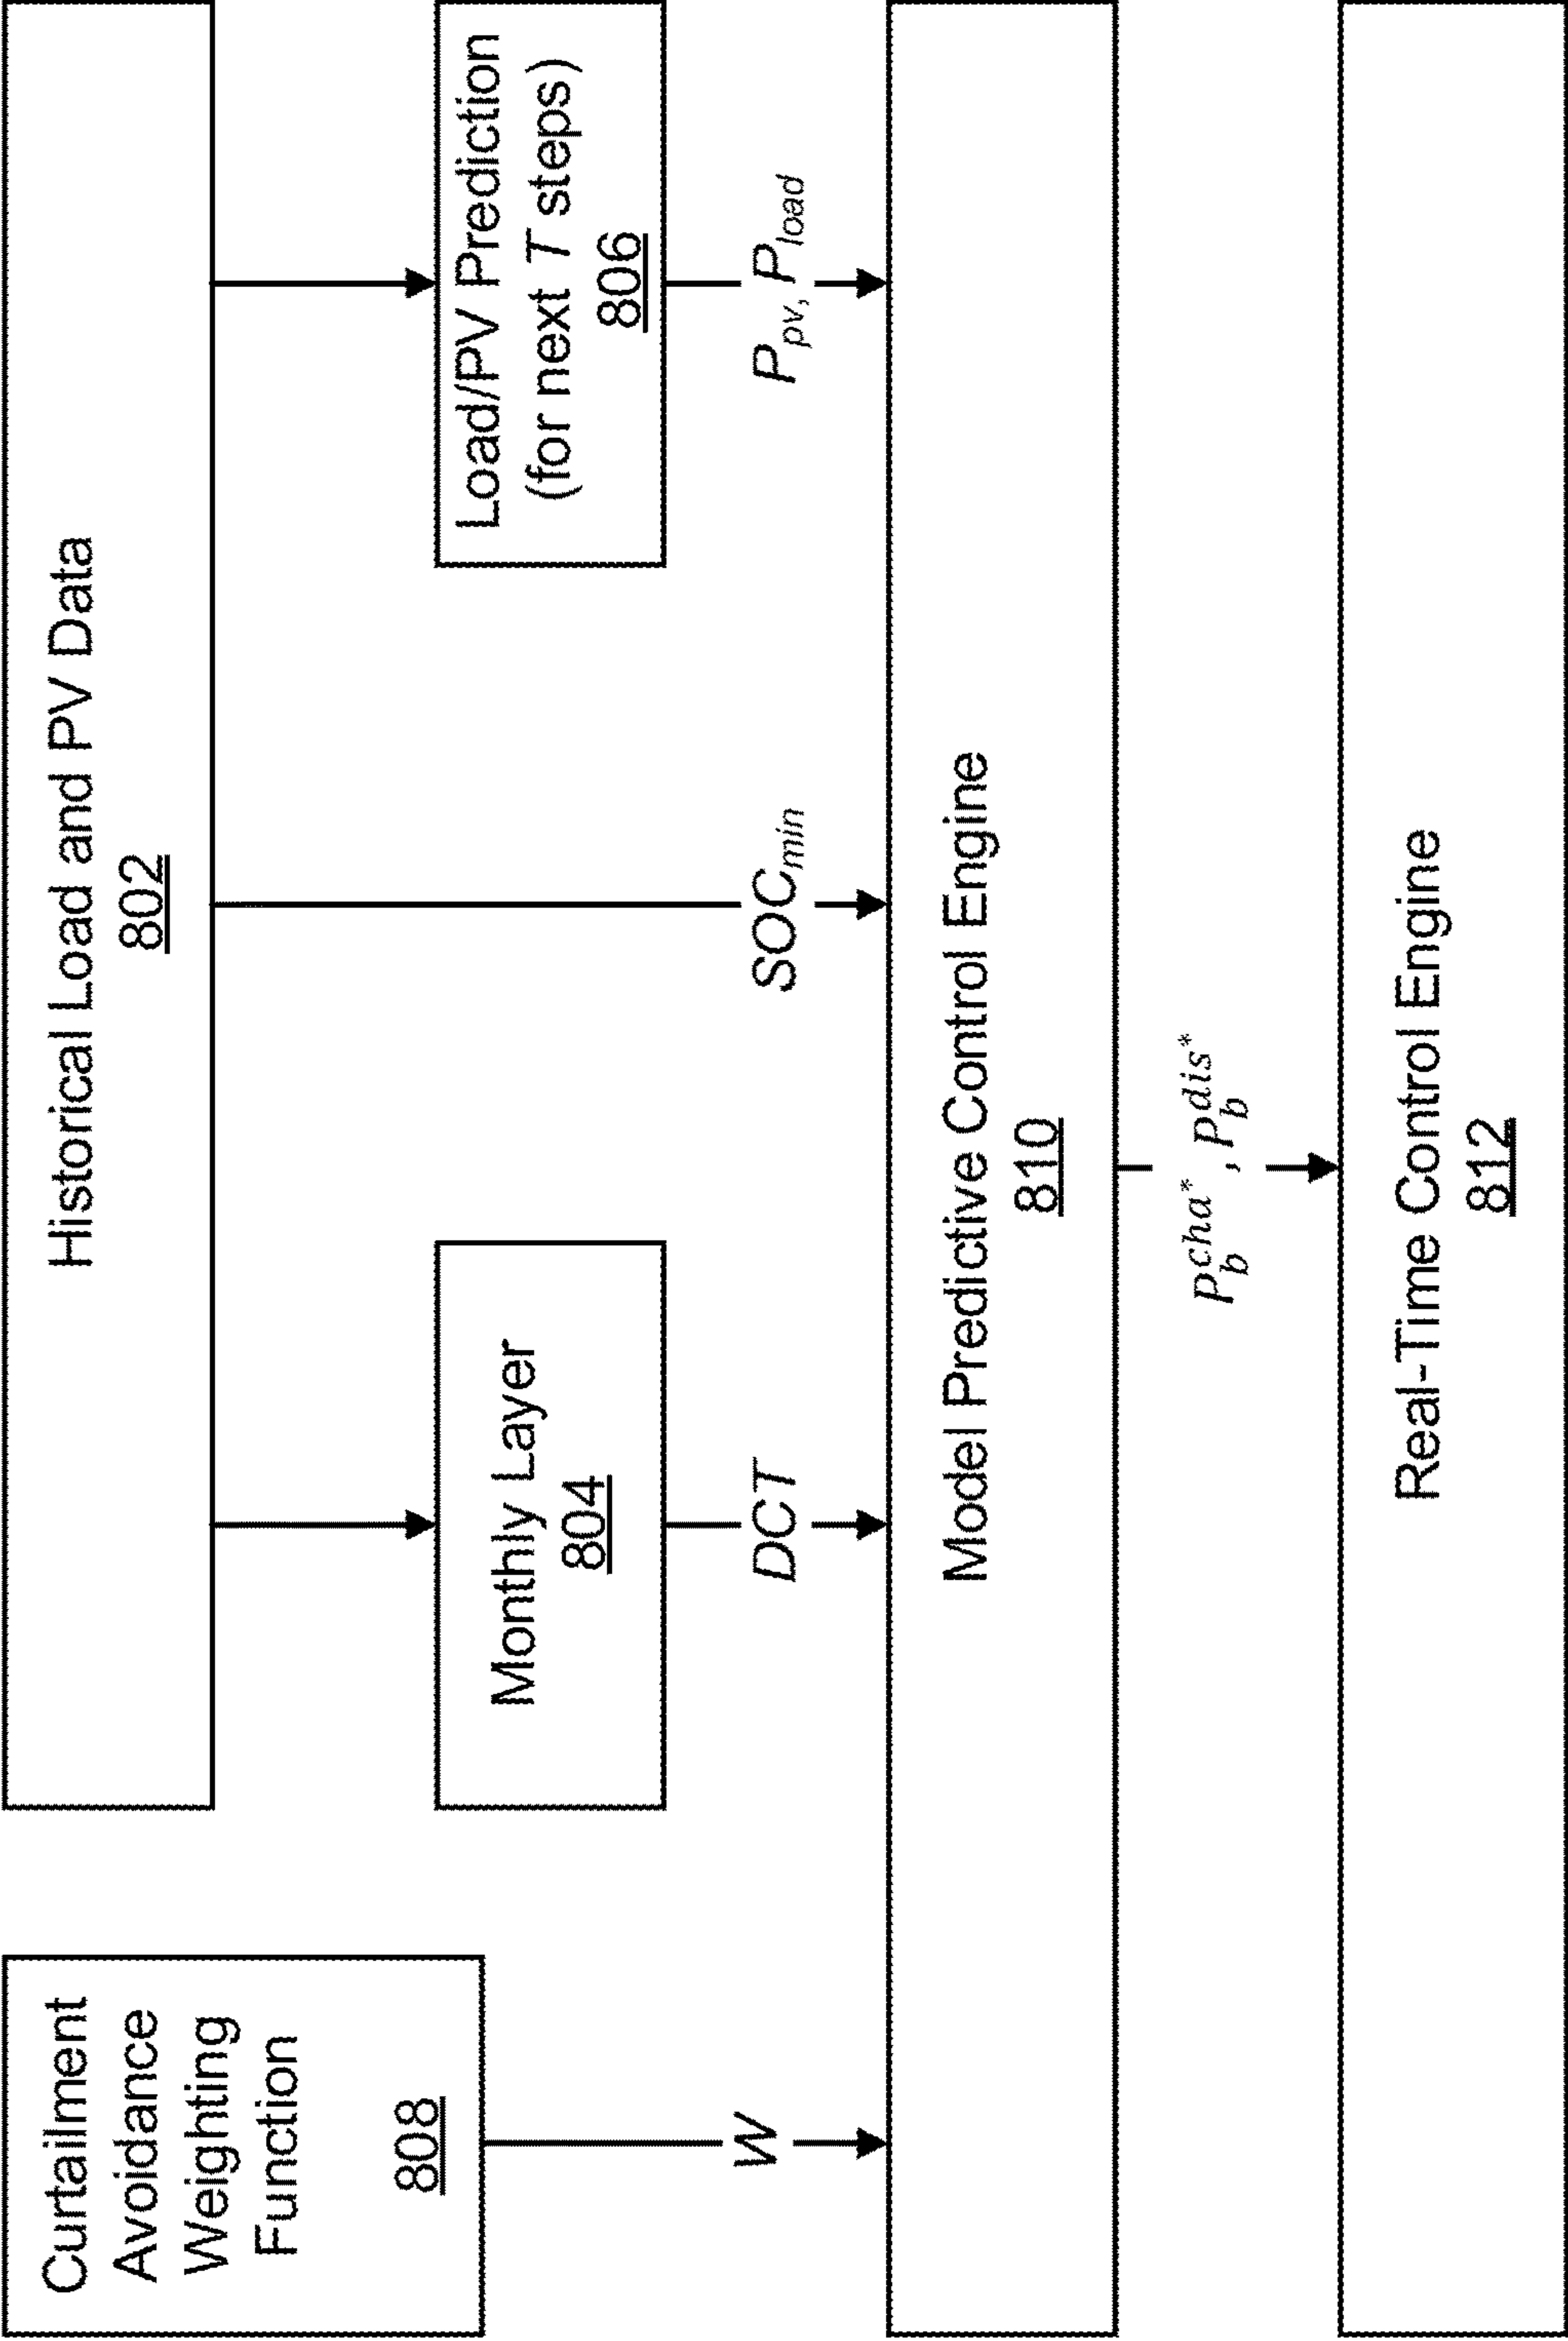 Curtailment
Avoidance
Weighting
Function
808
Historical Load and PV Data
802
Monthly Layer
804
Load/PV Prediction
(for next T steps)
806
W
DCT
SOC_min
P_pv, P_load
Model Predictive Control Engine
810
P_b^cha*, P_b^dis*
Real-Time Control Engine
812